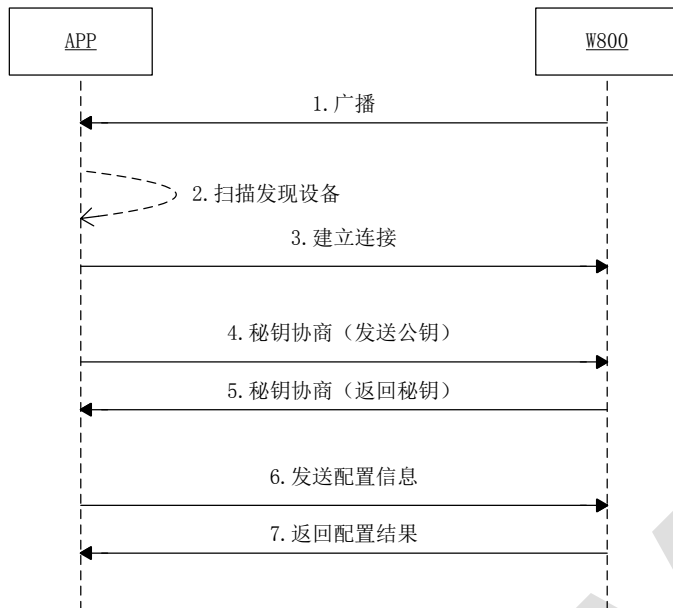 APP
W800
1.广播
2.扫描发现设备
3.建立连接
4.秘钥协商（发送公钥）
5.秘钥协商（返回秘钥）
6.发送配置信息
7.返回配置结果